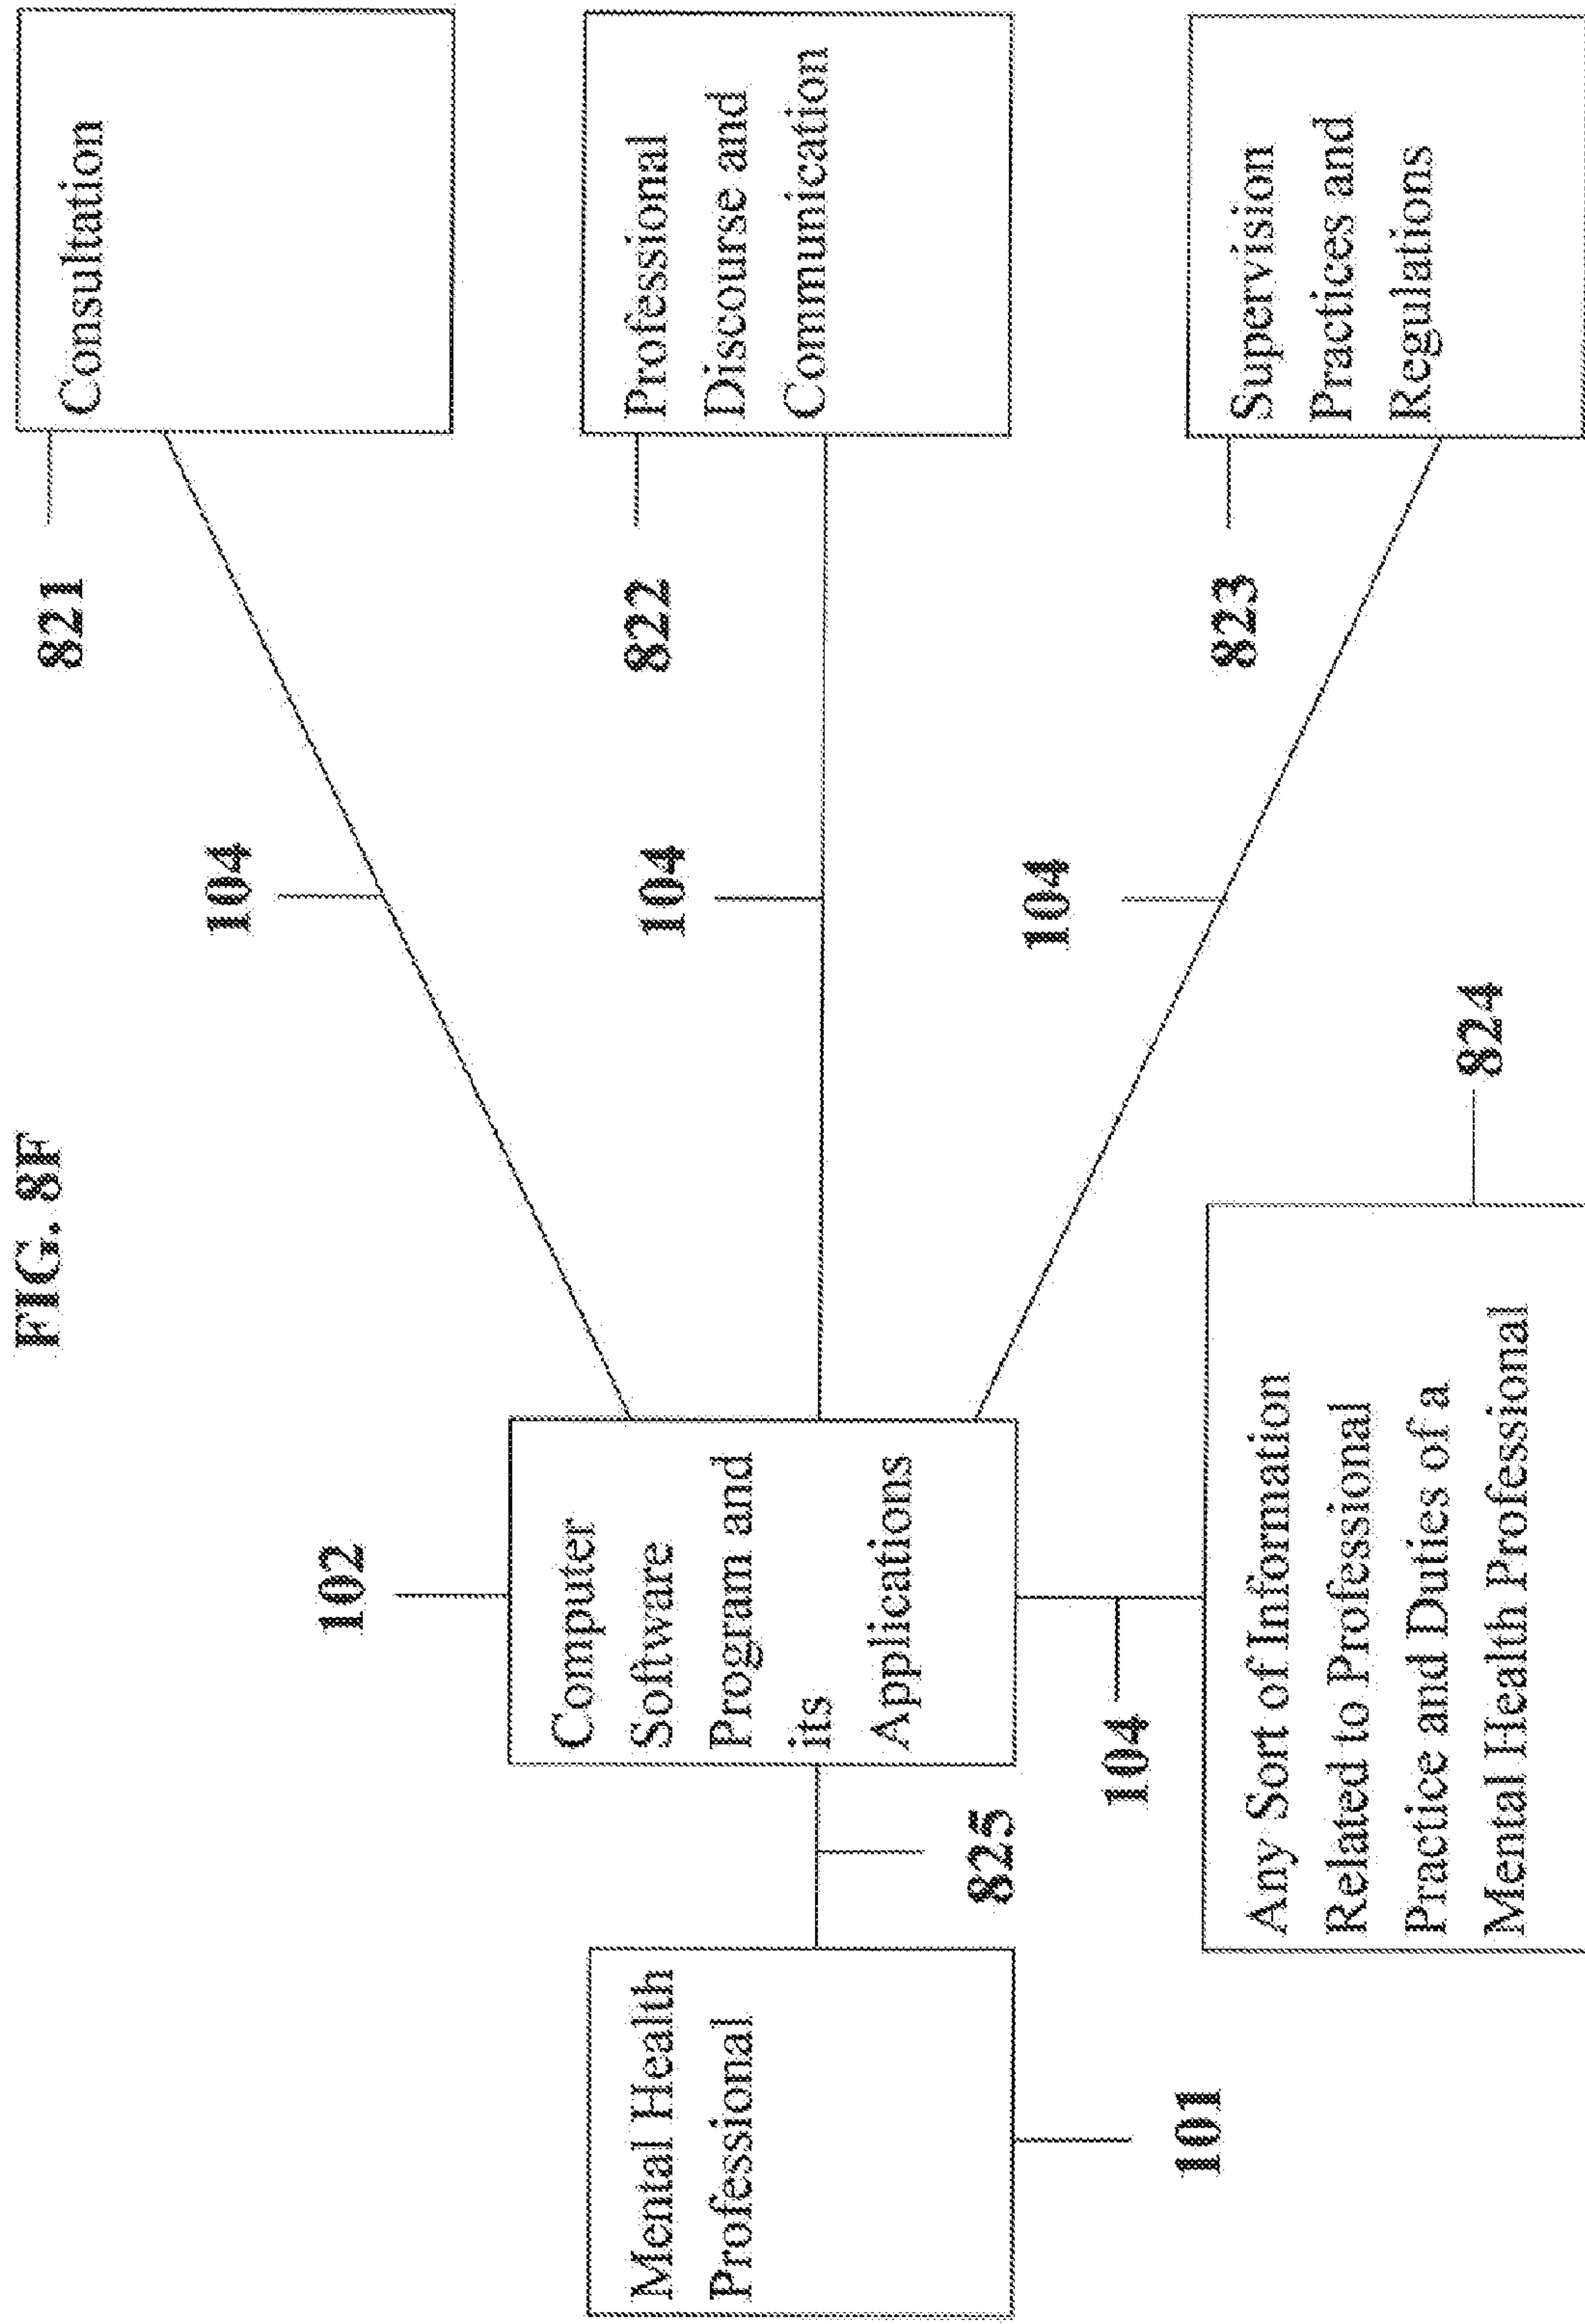 FIG. 8F
Mental Health
Professional
101
825
102
Computer
Software
Program and
its
Applications
104
104
104
104
821
Consultation
822
Professional
Discourse and
Communication
823
Supervision
Practices and
Regulations
824
Any Sort of Information
Related to Professional
Practice and Duties of a
Mental Health Professional